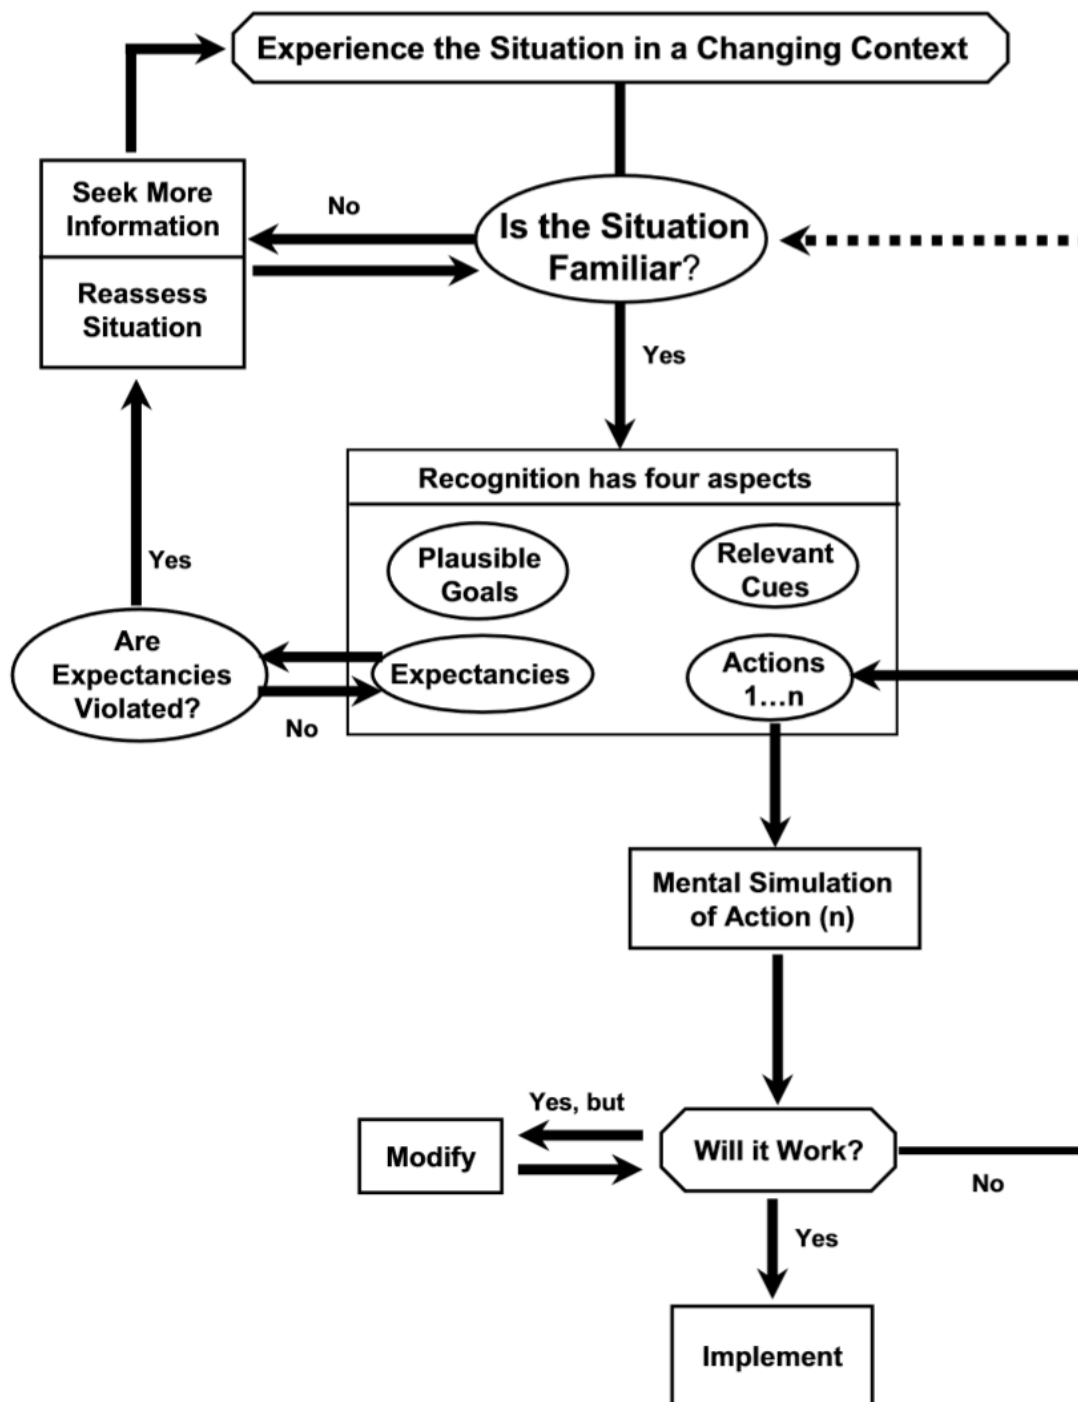 Experience the Situation in a Changing Context
Seek More
Information
No
Is the Situation
Familiar?
Reassess
Situation
Yes
Recognition has four aspects
Plausible
Goals
Relevant
Cues
Yes
Are
Expectancies
Violated?
Expectancies
Actions
1...n
No
Mental Simulation
of Action (n)
Yes, but
Modify
Will it Work?
No
Yes
Implement